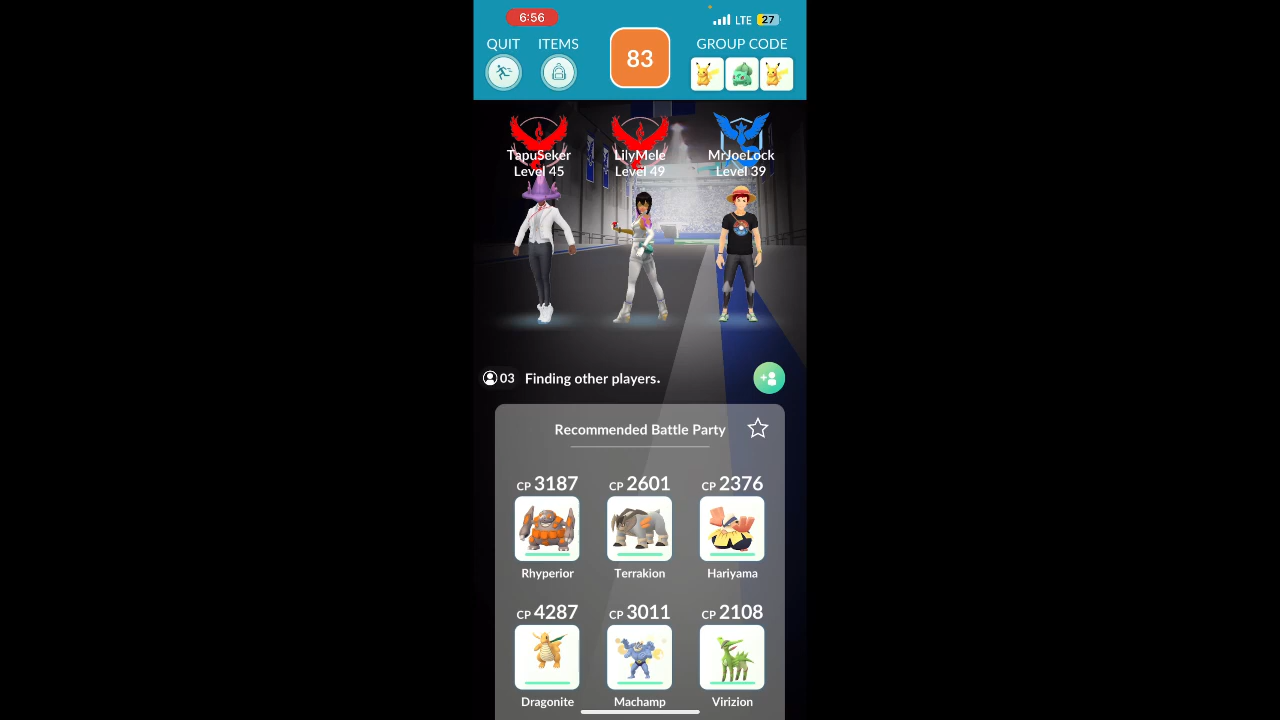 6:56
LTE 27
QUIT ITEMS
83
GROUP CODE
TapuSeker
Level 45
LilyMele
Level 49
MrJoeLock
Level 39
03 Finding other players.
Recommended Battle Party
CP 3187 CP 2601 CP 2376
Rhyperior Terrakion Hariyama
CP 4287 CP 3011 CP 2108
Dragonite Machamp Virizion